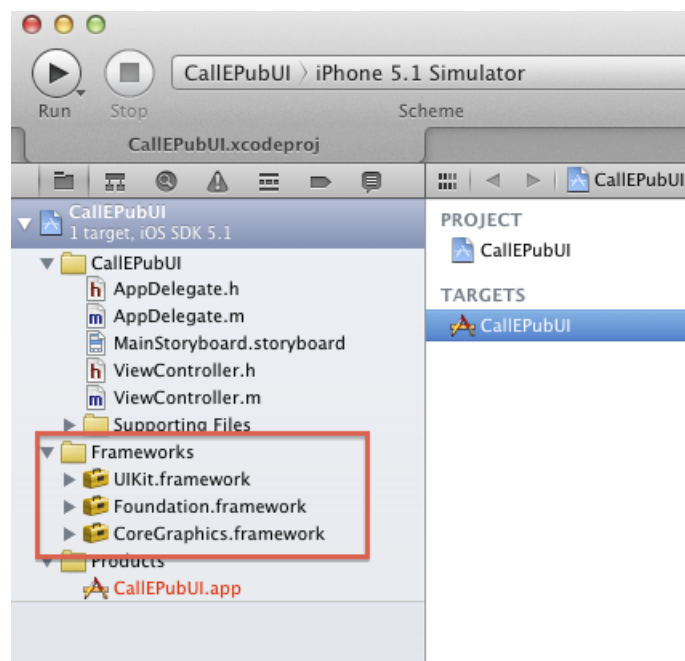 CallEPubUI › iPhone 5.1 Simulator
Run
Stop
Scheme
CallEPubUI.xcodeproj
CallEPubUI
CallEPubUI
1 target, iOS SDK 5.1
CallEPubUI
h AppDelegate.h
m AppDelegate.m
MainStoryboard.storyboard
h ViewController.h
m ViewController.m
Supporting Files
Frameworks
UIKit.framework
Foundation.framework
CoreGraphics.framework
Products
CallEPubUI.app
PROJECT
CallEPubUI
TARGETS
CallEPubUI